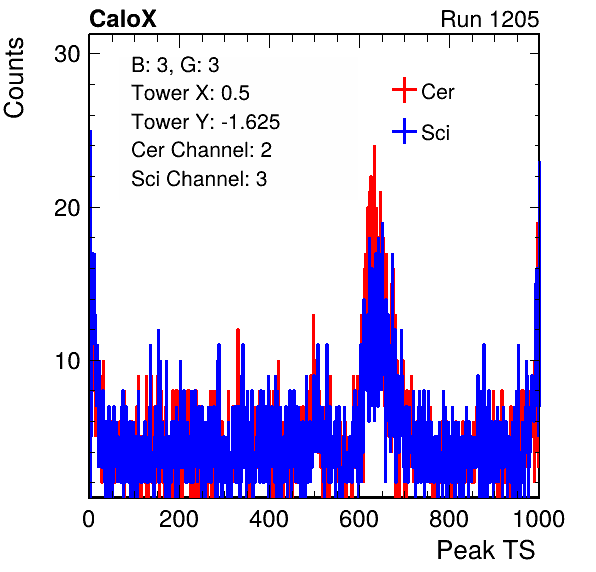 CaloX
Run 1205
Counts
30
20
10
B: 3, G: 3
Tower X: 0.5
Tower Y: -1.625
Cer Channel: 2
Sci Channel: 3
Cer
Sci
0 200 400 600 800 1000
Peak TS